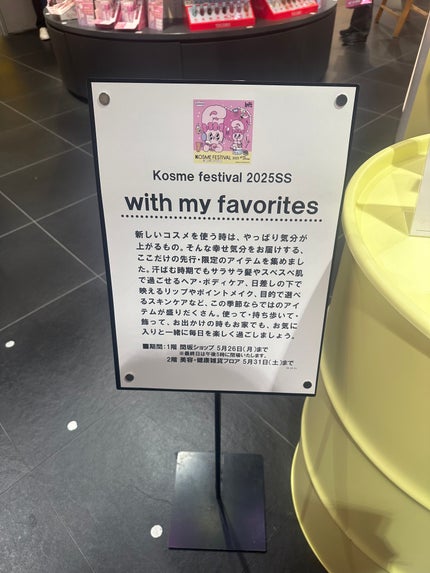 KOSME FESTIVAL
Kosme festival 2025SS
with my favorites
新しいコスメを使う時は、やっぱり気分が
上がるもの。そんな幸せ気分をお届けする、
ここだけの先行・限定のアイテムを集めまし
た。汗ばむ時期でもサラサラ髪やスベスベ肌
で過ごせるヘア・ボディケア、日差しの下で
映えるリップやポイントメイク、目的で選べ
るスキンケアなど、この季節ならではのアイ
テムが盛りだくさん。使って・持ち歩いて・
飾って、お出かけの時もお家でも、お気に
入りと一緒に毎日を楽しく過ごしましょう。
■期間：1階 間坂ショップ 5月26日(月)まで
※最終日は午後5時に閉場いたします。
2階 美容・健康雑貨フロア 5月31日(土)まで